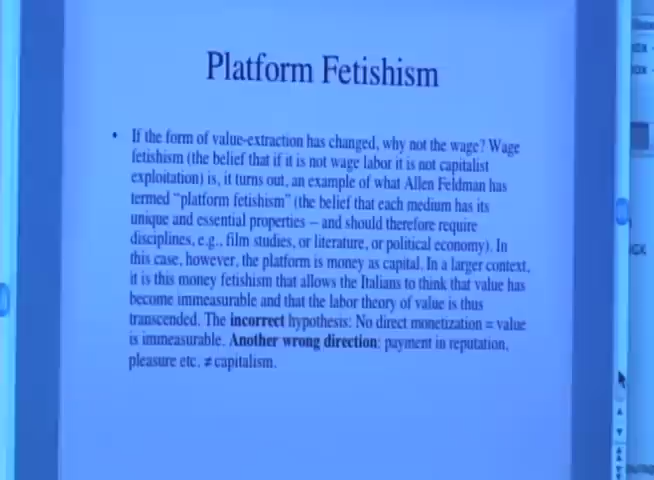 Platform Fetishism
• If the form of value-extraction has changed, why not the wage? Wage
fetishism (the belief that if it is not wage labor it is not capitalist
exploitation) is, it turns out, an example of what Allen Feldman has
termed "platform fetishism" (the belief that each medium has its
unique and essential properties – and should therefore require
disciplines, e.g., film studies, or literature, or political economy). In
this case, however, the platform is money as capital. In a larger context,
it is this money fetishism that allows the Italians to think that value has
become immeasurable and that the labor theory of value is thus
transcended. The incorrect hypothesis: No direct monetization = value
is immeasurable. Another wrong direction: payment in reputation,
pleasure etc. ≠ capitalism.